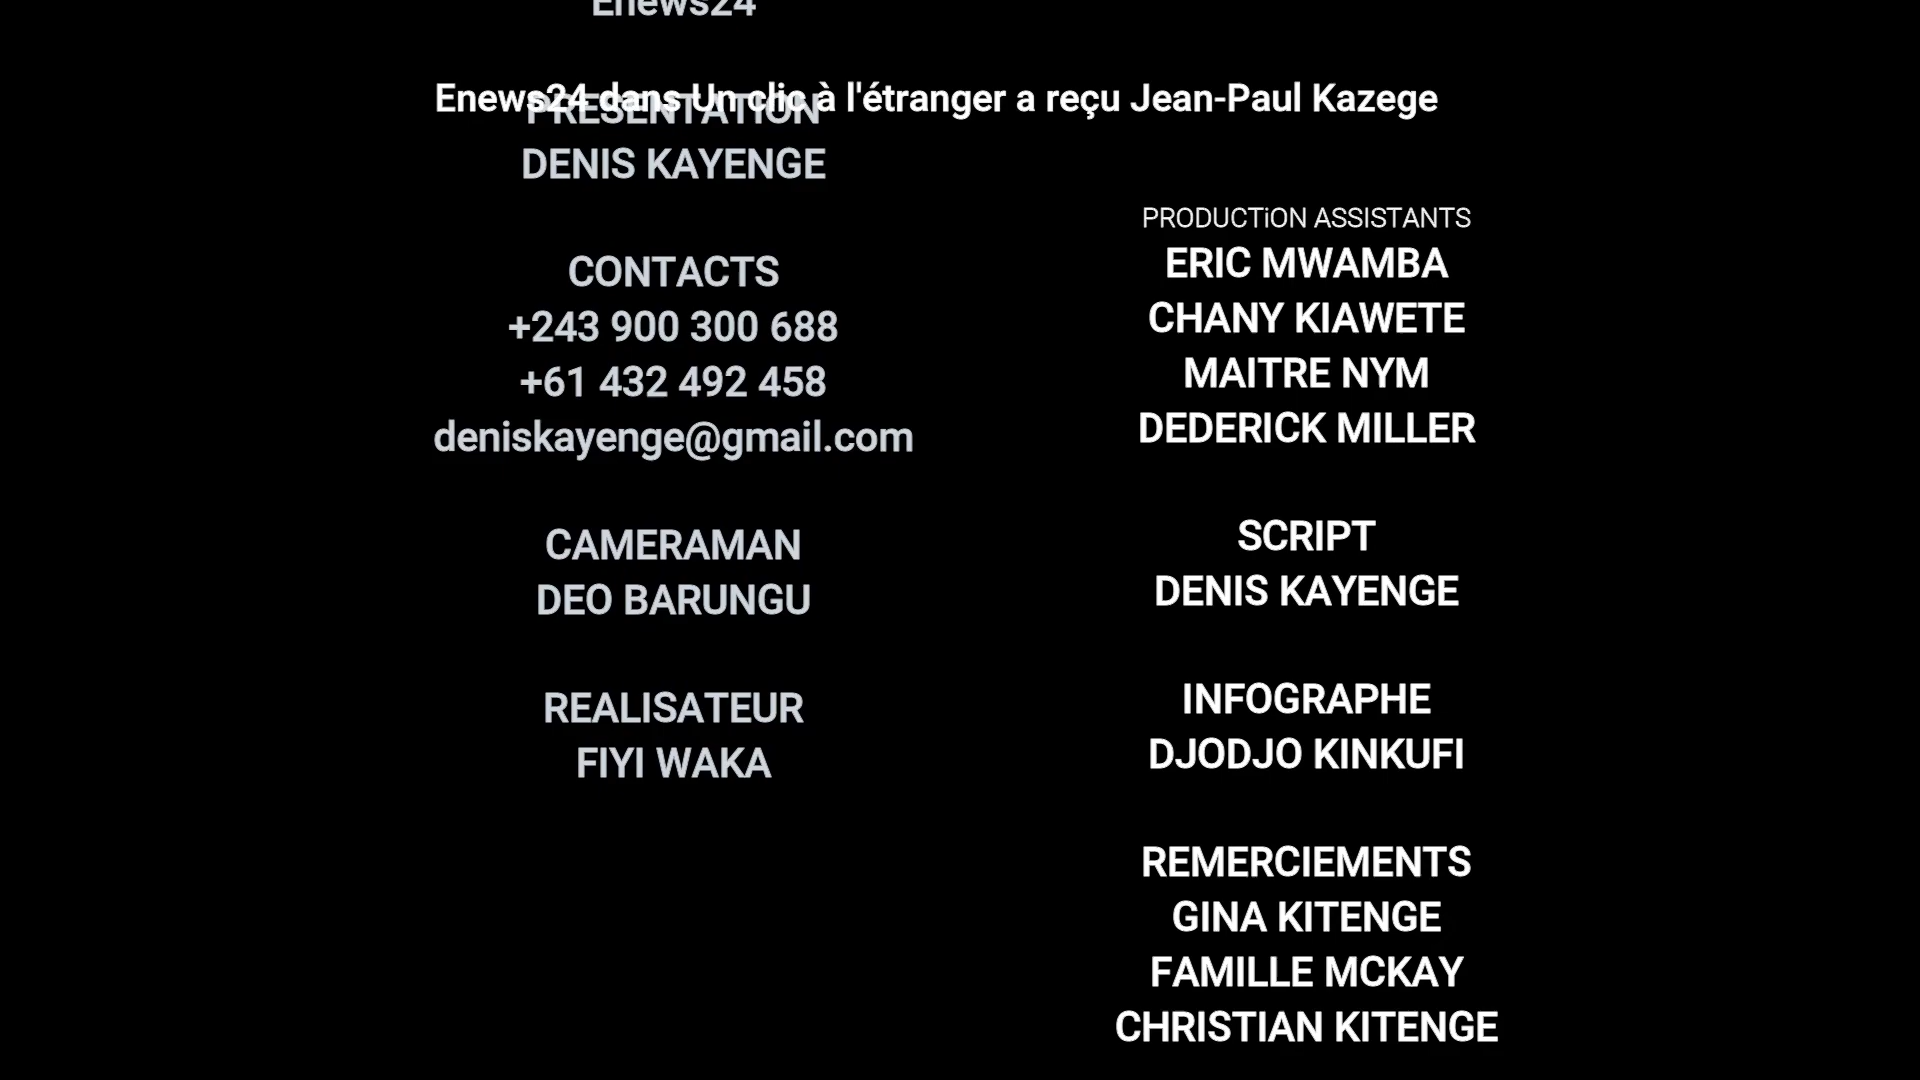 Enews24
Enews24 dans Un clic à l'étranger a reçu Jean-Paul Kazege
PRESENTATION
DENIS KAYENGE
CONTACTS
+243 900 300 688
+61 432 492 458
deniskayenge@gmail.com
CAMERAMAN
DEO BARUNGU
REALISATEUR
FIYI WAKA
PRODUCTiON ASSISTANTS
ERIC MWAMBA
CHANY KIAWETE
MAITRE NYM
DEDERICK MILLER
SCRIPT
DENIS KAYENGE
INFOGRAPHE
DJODJO KINKUFI
REMERCIEMENTS
GINA KITENGE
FAMILLE MCKAY
CHRISTIAN KITENGE